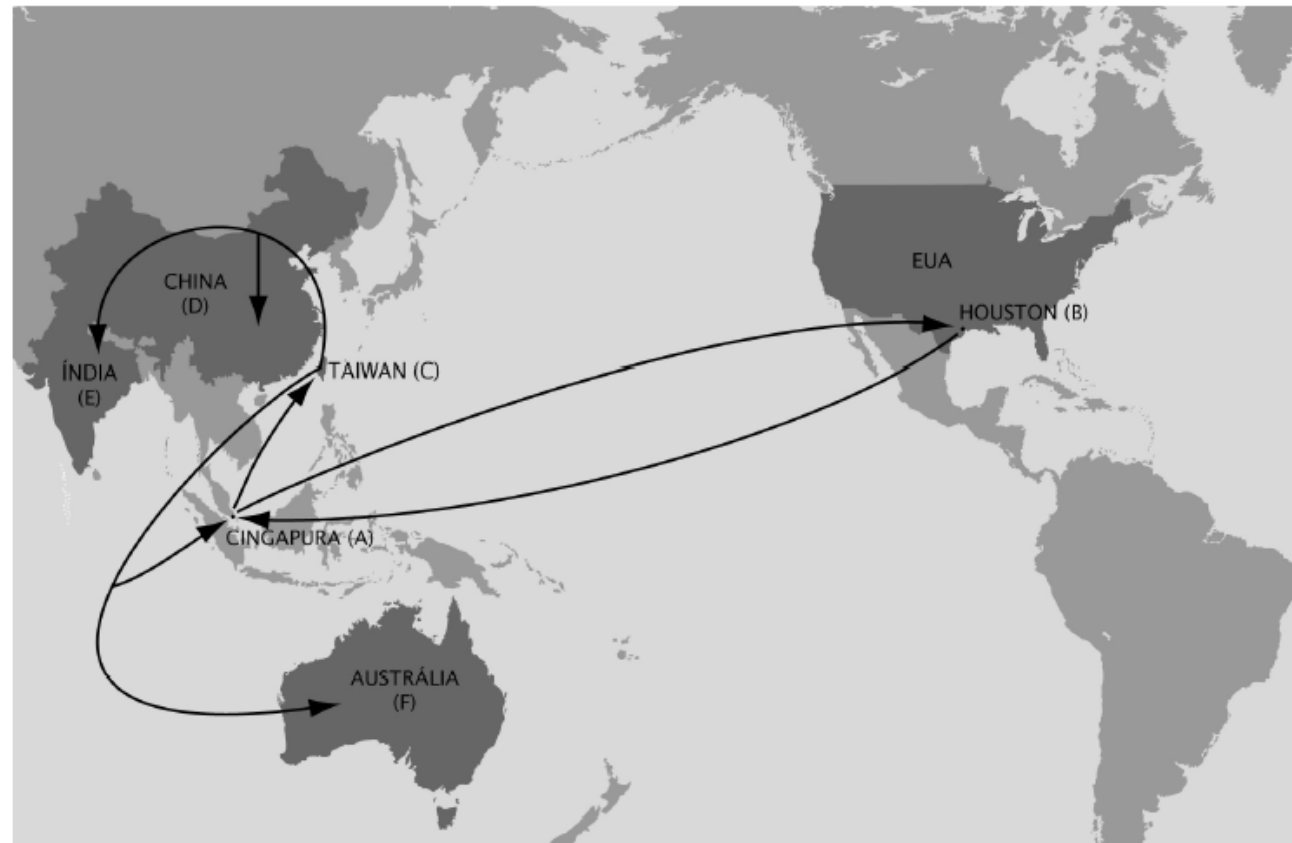 CHINA
(D)
EUA
HOUSTON (B)
ÍNDIA
(E)
TAIWAN (C)
CINGAPURA (A)
AUSTRÁLIA
(F)